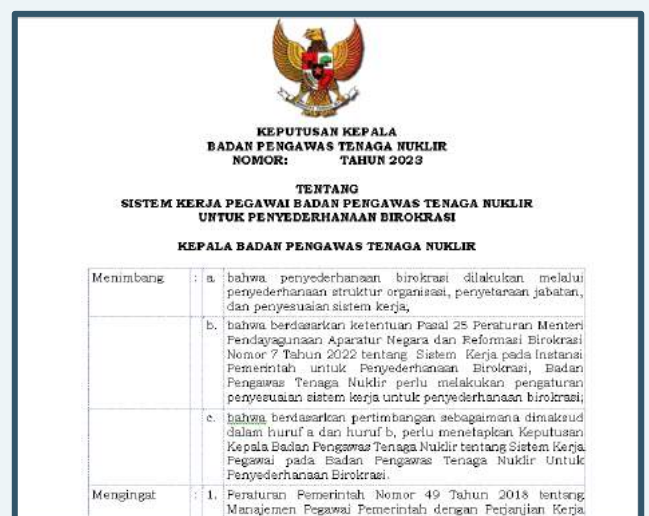 KEPUTUSAN KEPALA
BADAN PENGAWAS TENAGA NUKLIR
NOMOR: TAHUN 2023
TENTANG
SISTEM KERJA PEGAWAI BADAN PENGAWAS TENAGA NUKLIR
UNTUK PENYEDERHANAAN BIROKRASI
KEPALA BADAN PENGAWAS TENAGA NUKLIR
Menimbang : a. bahwa penyederhanaan birokrasi dilakukan melalui
penyederhanaan struktur organisasi, penyetaraan jabatan,
dan penyesuaian sistem kerja;
b. bahwa berdasarkan ketentuan Pasal 25 Peraturan Menteri
Pendayagunaan Aparatur Negara dan Reformasi Birokrasi
Nomor 7 Tahun 2022 tentang Sistem Kerja pada Instansi
Pemerintah untuk Penyederhanaan Birokrasi, Badan
Pengawas Tenaga Nuklir perlu melakukan pengaturan
penyesuaian sistem kerja untuk penyederhanaan birokrasi;
c. bahwa berdasarkan pertimbangan sebagaimana dimaksud
dalam huruf a dan huruf b, perlu menetapkan Keputusan
Kepala Badan Pengawas Tenaga Nuklir tentang Sistem Kerja
Pegawai pada Badan Pengawas Tenaga Nuklir Untuk
Penyederhanaan Birokrasi.
Mengingat : 1. Peraturan Pemerintah Nomor 49 Tahun 2018 tentang
Manajemen Pegawai Pemerintah dengan Perjanjian Kerja